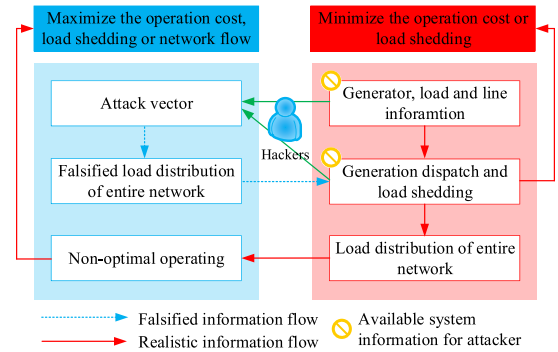 Maximize the operation cost,
load shedding or network flow
Minimize the operation cost or
load shedding
Attack vector
Generator, load and line
inforamtion
Hackers
Falsified load distribution
of entire network
Generation dispatch and
load shedding
Non-optimal operating
Load distribution of entire
network
Falsified information flow
Realistic information flow
Available system
information for attacker